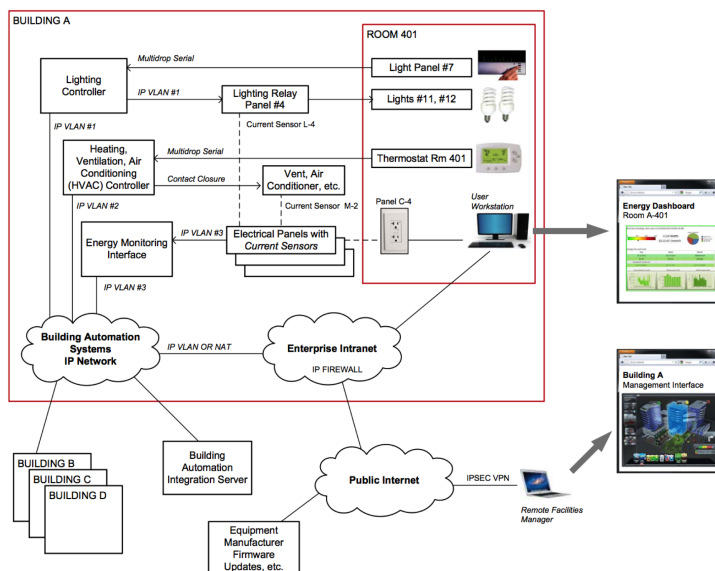 BUILDING A
ROOM 401
Multidrop Serial
Light Panel #7
Lighting
Controller
IP VLAN #1
Lighting Relay
Panel #4
Lights #11, #12
IP VLAN #1
Current Sensor L-4
Heating,
Ventilation, Air
Conditioning
(HVAC) Controller
Multidrop Serial
Thermostat Rm 401
Contact Closure
Vent, Air
Conditioner, etc.
IP VLAN #2
Current Sensor M-2
Panel C-4
User
Workstation
Energy Monitoring
Interface
IP VLAN #3
Electrical Panels with
Current Sensors
IP VLAN #3
Energy Dashboard
Room A-401
Building Automation
Systems
IP Network
IP VLAN OR NAT
Enterprise Intranet
IP FIREWALL
Building A
Management Interface
BUILDING B
BUILDING C
BUILDING D
Building
Automation
Integration Server
Public Internet
IPSEC VPN
Remote Facilities
Manager
Equipment
Manufacturer
Firmware
Updates, etc.